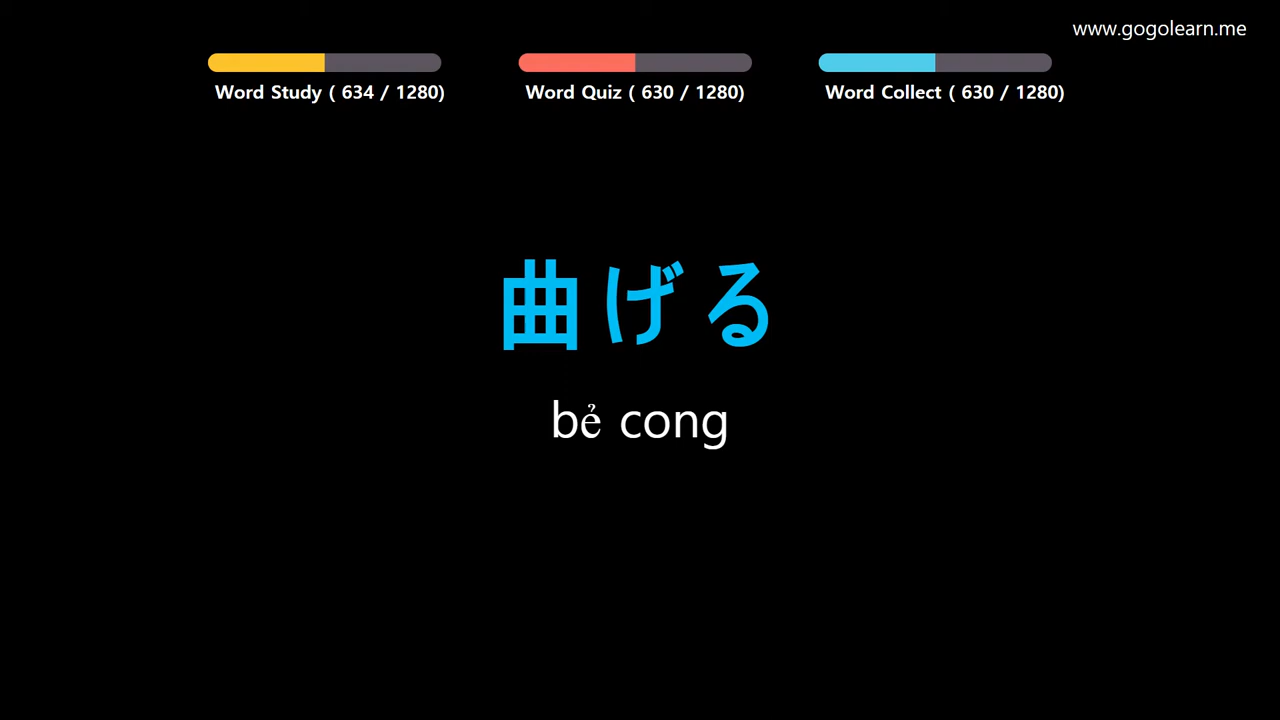 www.gogolearn.me
Word Study ( 634 / 1280)
Word Quiz ( 630 / 1280)
Word Collect ( 630 / 1280)
曲げる
bẻ cong